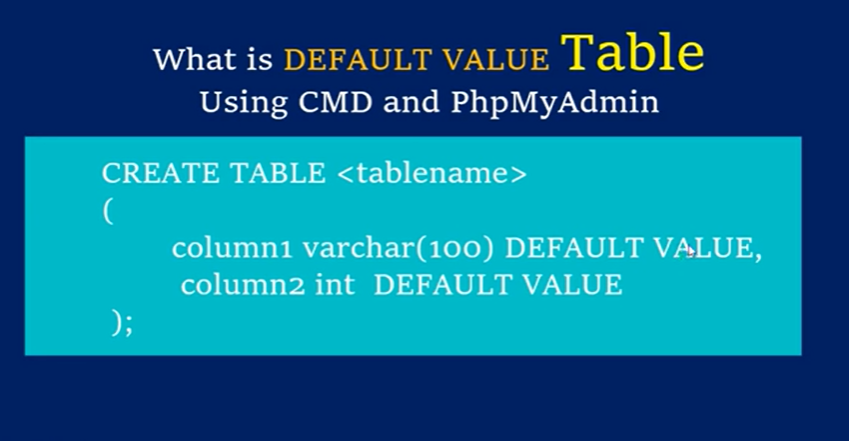 What is DEFAULT VALUE Table
Using CMD and PhpMyAdmin
CREATE TABLE <tablename>
(
column1 varchar(100) DEFAULT VALUE,
column2 int DEFAULT VALUE
);